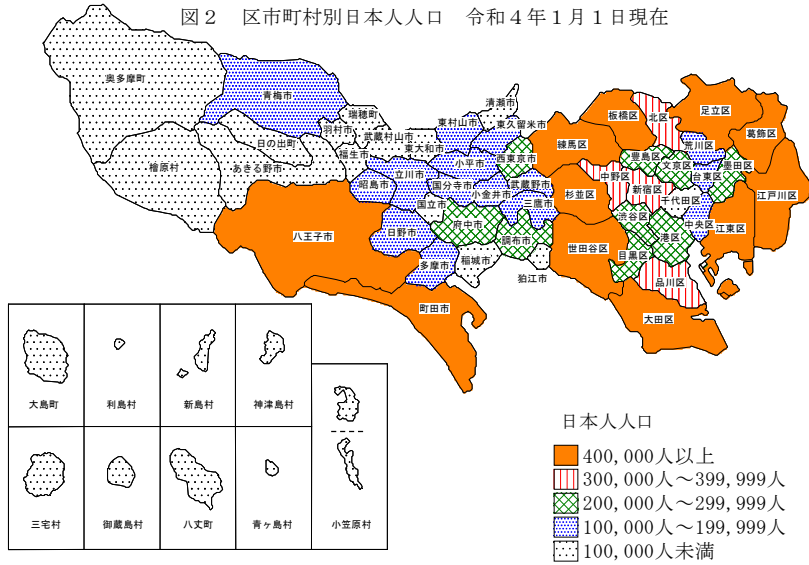 図２　区市町村別日本人人口　令和４年１月１日現在
奥多摩町
青梅市
瑞穂町
清瀬市
羽村市
武蔵村山市
東村山市
東久留米市
日の出町
福生市
東大和市
西東京市
檜原村
あきる野市
小平市
昭島市
立川市
国分寺市
小金井市
武蔵野市
国立市
三鷹市
八王子市
日野市
府中市
調布市
多摩市
稲城市
狛江市
町田市
板橋区
北区
足立区
葛飾区
練馬区
豊島区
荒川区
文京区
墨田区
台東区
中野区
新宿区
千代田区
江戸川区
杉並区
渋谷区
中央区
江東区
港区
世田谷区
目黒区
品川区
大田区
大島町
利島村
新島村
神津島村
三宅村
御蔵島村
八丈町
青ヶ島村
小笠原村
日本人人口
400,000人以上
300,000人～399,999人
200,000人～299,999人
100,000人～199,999人
100,000人未満